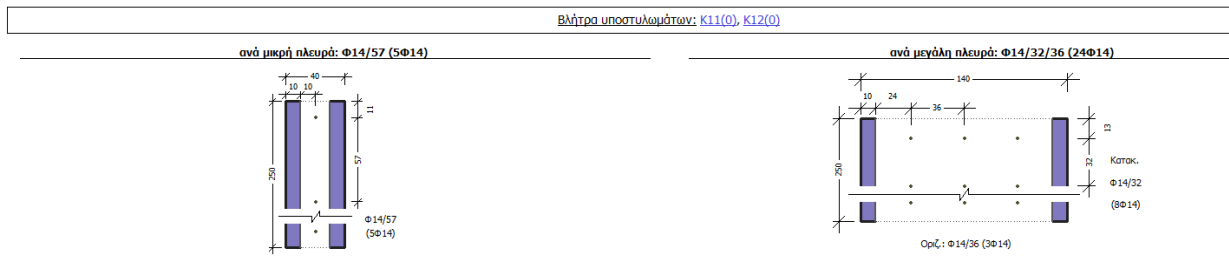 Βλήτρα υποστυλωμάτων: Κ11(0), Κ12(0)
ανά μικρή πλευρά: Φ14/57 (5Φ14)
40
10 10
11
57
250
Φ14/57
(5Φ14)
ανά μεγάλη πλευρά: Φ14/32/36 (24Φ14)
140
10 24
36
13
32
250
Κατακ.
Φ14/32
(8Φ14)
Οριζ.: Φ14/36 (3Φ14)